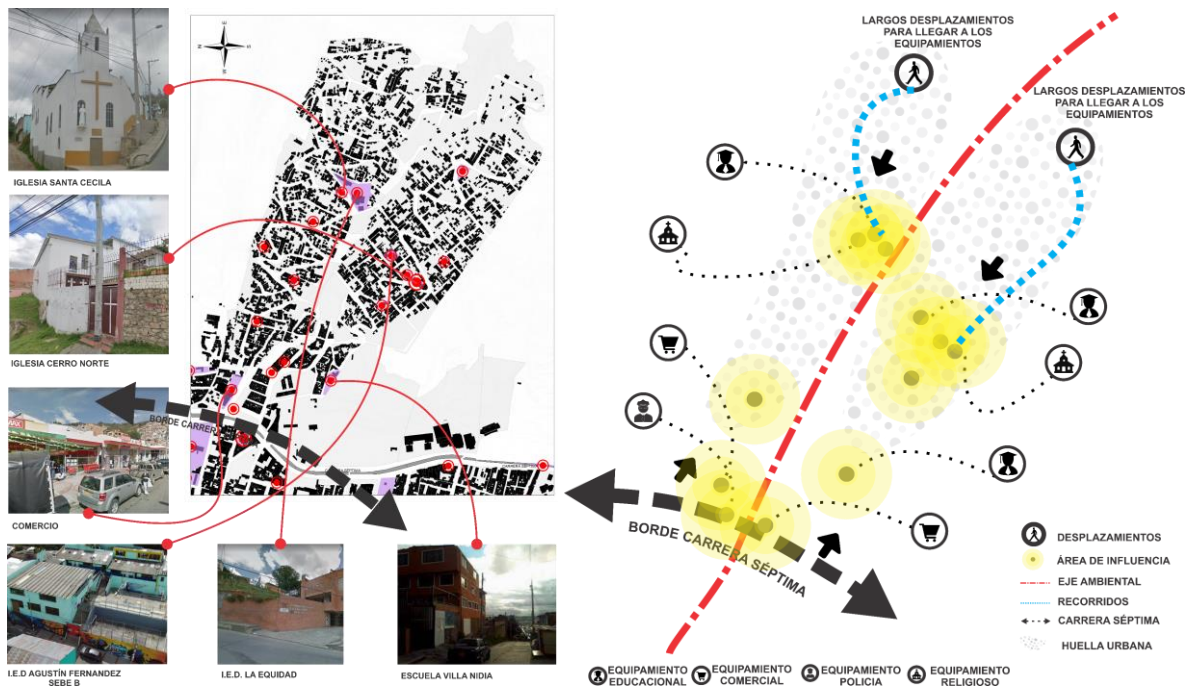 IGLESIA SANTA CECILA
IGLESIA CERRO NORTE
COMERCIO
I.E.D AGUSTÍN FERNANDEZ
SEBE B
I.E.D. LA EQUIDAD
ESCUELA VILLA NIDIA
BORDE CARRE
LARGOS DESPLAZAMIENTOS
PARA LLEGAR A LOS
EQUIPAMIENTOS
LARGOS DESPLAZAMIENTOS
PARA LLEGAR A LOS
EQUIPAMIENTOS
BORDE CARRERA SÉPTIMA
DESPLAZAMIENTOS
ÁREA DE INFLUENCIA
EJE AMBIENTAL
RECORRIDOS
CARRERA SÉPTIMA
HUELLA URBANA
EQUIPAMIENTO
EDUCACIONAL
EQUIPAMIENTO
COMERCIAL
EQUIPAMIENTO
POLICIA
EQUIPAMIENTO
RELIGIOSO